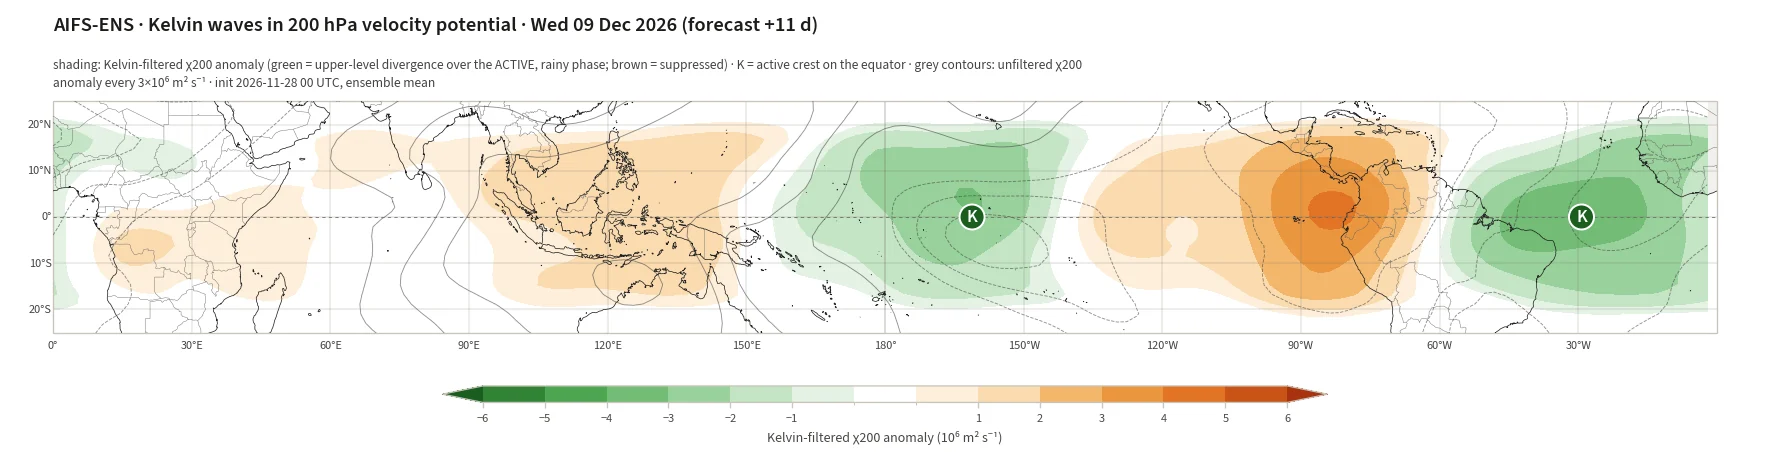 AIFS-ENS · Kelvin waves in 200 hPa velocity potential · Wed 09 Dec 2026 (forecast +11 d)
shading: Kelvin-filtered χ200 anomaly (green = upper-level divergence over the ACTIVE, rainy phase; brown = suppressed) · K = active crest on the equator · grey contours: unfiltered χ200
anomaly every 3×10⁶ m² s⁻¹ · init 2026-11-28 00 UTC, ensemble mean
20°N
10°N
0°
K K
10°S
20°S
0° 30°E 60°E 90°E 120°E 150°E 180° 150°W 120°W 90°W 60°W 30°W
−6 −5 −4 −3 −2 −1 1 2 3 4 5 6
Kelvin-filtered χ200 anomaly (10⁶ m² s⁻¹)